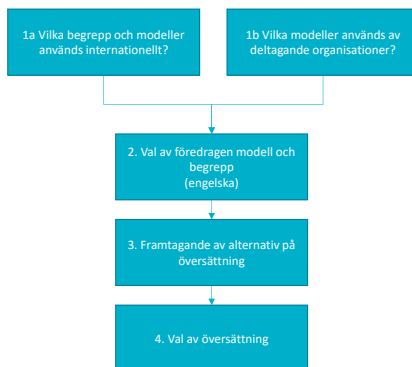 1a Vilka begrepp och modeller
används internationellt?
1b Vilka modeller används av
deltagande organisationer?
2. Val av föredragen modell och
begrepp
(engelska)
3. Framtagande av alternativ på
översättning
4. Val av översättning